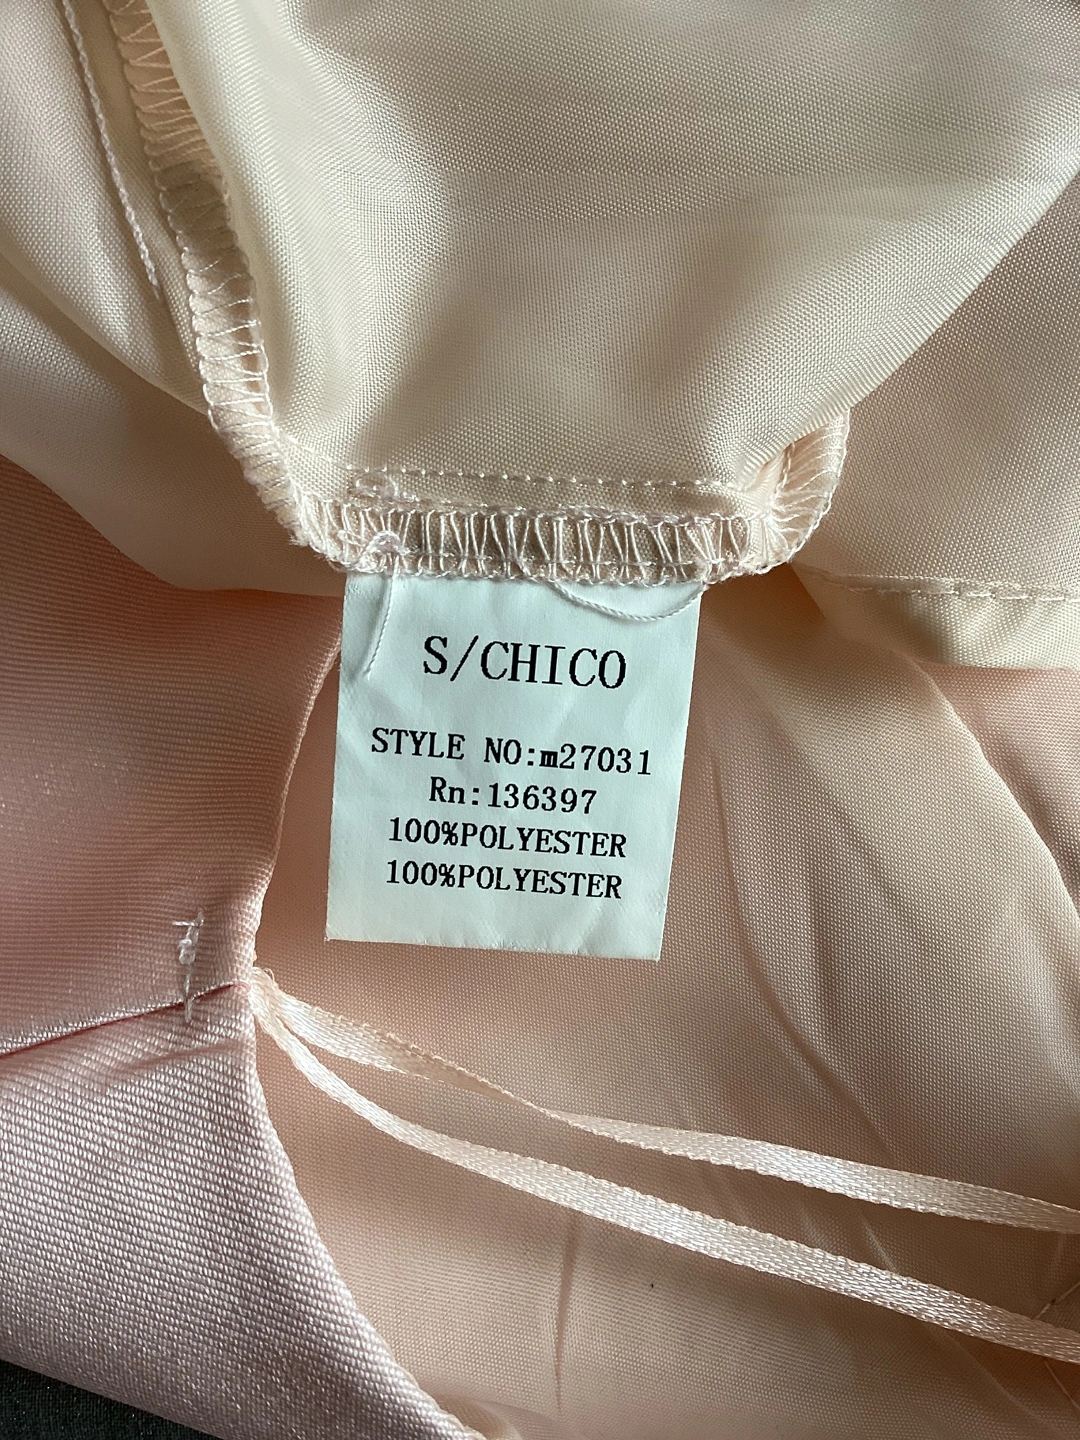 S/CHICO
STYLE NO:m27031
Rn:136397
100%POLYESTER
100%POLYESTER